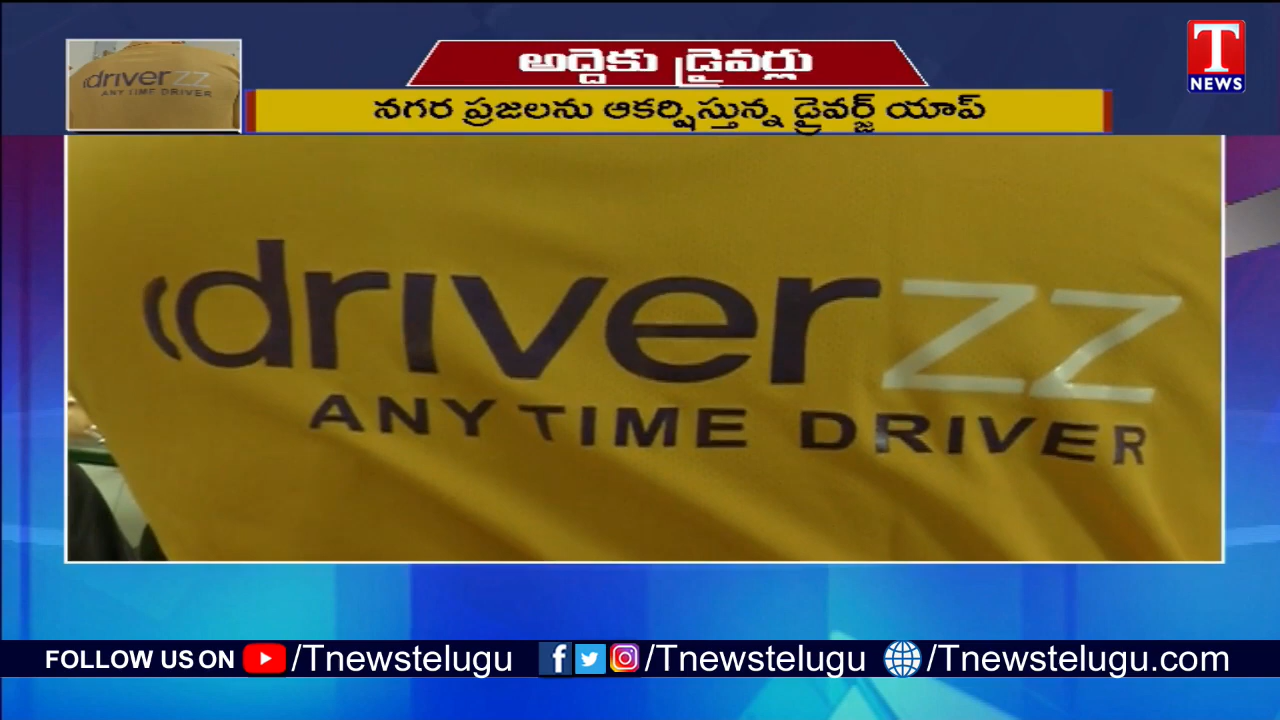 driverzz
ANY TIME DRIVER
అద్దెకు డ్రైవర్లు
నగర ప్రజలను ఆకర్షిస్తున్న డ్రైవర్జ్ యాప్
T
NEWS
driverzz
ANY TIME DRIVER
FOLLOW US ON /Tnewstelugu /Tnewstelugu /Tnewstelugu.com